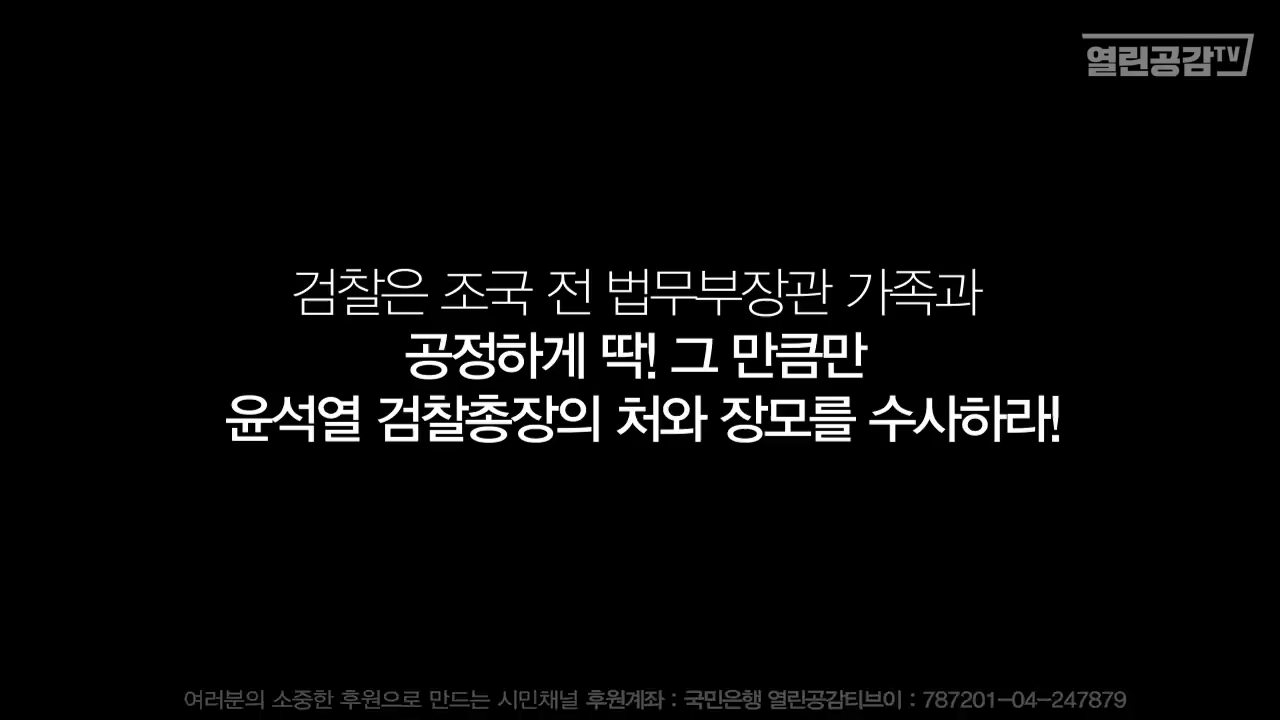 열린공감TV
검찰은 조국 전 법무부장관 가족과
공정하게 딱! 그 만큼만
윤석열 검찰총장의 처와 장모를 수사하라!
여러분의 소중한 후원으로 만드는 시민채널 후원계좌 : 국민은행 열린공감티브이 : 787201-04-247879